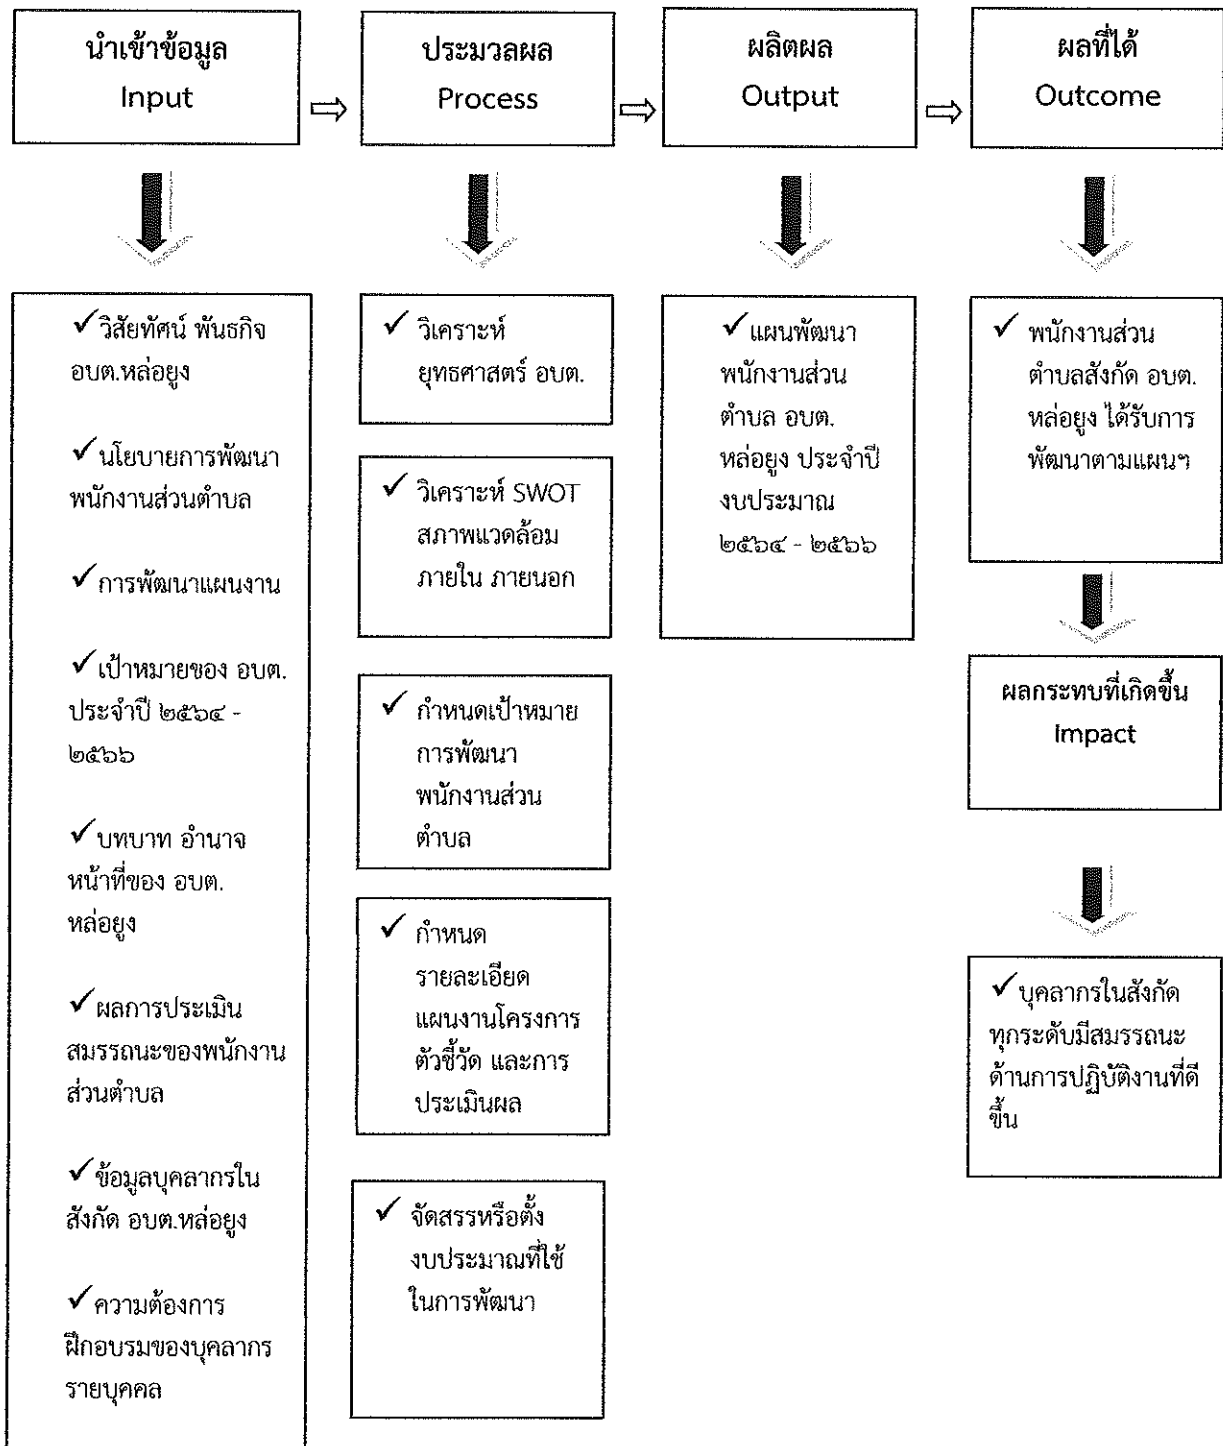 นำเข้าข้อมูล
Input
ประมวลผล
Process
ผลิตผล
Output
ผลที่ได้
Outcome
✓วิสัยทัศน์ พันธกิจ
อบต.หล่อยูง
✓นโยบายการพัฒนา
พนักงานส่วนตำบล
✓การพัฒนาแผนงาน
✓เป้าหมายของ อบต.
ประจำปี ๒๕๖๔ -
๒๕๖๖
✓บทบาท อำนาจ
หน้าที่ของ อบต.
หล่อยูง
✓ผลการประเมิน
สมรรถนะของพนักงาน
ส่วนตำบล
✓ข้อมูลบุคลากรใน
สังกัด อบต.หล่อยูง
✓ความต้องการ
ฝึกอบรมของบุคลากร
รายบุคคล
✓ วิเคราะห์
ยุทธศาสตร์ อบต.
✓ วิเคราะห์ SWOT
สภาพแวดล้อม
ภายใน ภายนอก
✓ กำหนดเป้าหมาย
การพัฒนา
พนักงานส่วน
ตำบล
✓ กำหนด
รายละเอียด
แผนงานโครงการ
ตัวชี้วัด และการ
ประเมินผล
✓ จัดสรรหรือตั้ง
งบประมาณที่ใช้
ในการพัฒนา
✓แผนพัฒนา
พนักงานส่วน
ตำบล อบต.
หล่อยูง ประจำปี
งบประมาณ
๒๕๖๔ - ๒๕๖๖
✓ พนักงานส่วน
ตำบลสังกัด อบต.
หล่อยูง ได้รับการ
พัฒนาตามแผนฯ
ผลกระทบที่เกิดขึ้น
Impact
✓บุคลากรในสังกัด
ทุกระดับมีสมรรถนะ
ด้านการปฏิบัติงานที่ดี
ขึ้น